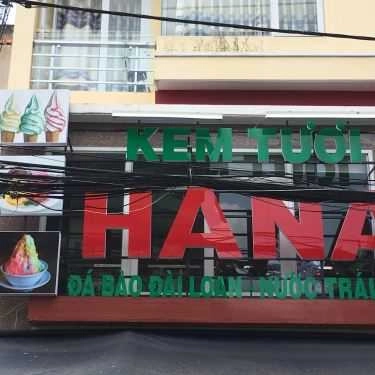 KEM TƯƠI
HANA
ĐÁ BÀO ĐÀI LOAN - NƯỚC TRÁI